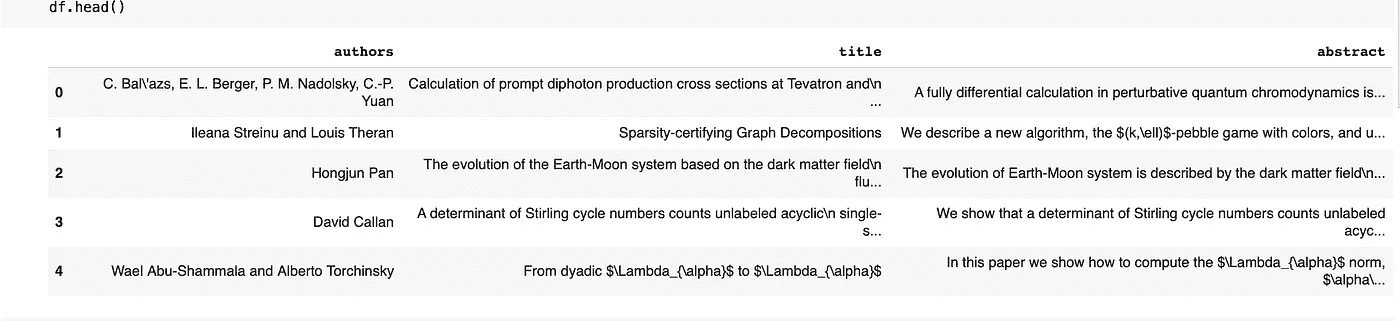 df.head()
authors title abstract
0 C. Bal\'azs, E. L. Berger, P. M. Nadolsky, C.-P. Yuan Calculation of prompt diphoton production cross sections at Tevatron and\n ... A fully differential calculation in perturbative quantum chromodynamics is...
1 Ileana Streinu and Louis Theran Sparsity-certifying Graph Decompositions We describe a new algorithm, the $(k,\ell)$-pebble game with colors, and u...
2 Hongjun Pan The evolution of the Earth-Moon system based on the dark matter field\n flu... The evolution of Earth-Moon system is described by the dark matter field\n...
3 David Callan A determinant of Stirling cycle numbers counts unlabeled acyclic\n single-s... We show that a determinant of Stirling cycle numbers counts unlabeled acyc...
4 Wael Abu-Shammala and Alberto Torchinsky From dyadic $\Lambda_{\alpha}$ to $\Lambda_{\alpha}$ In this paper we show how to compute the $\Lambda_{\alpha}$ norm, $\alpha\...